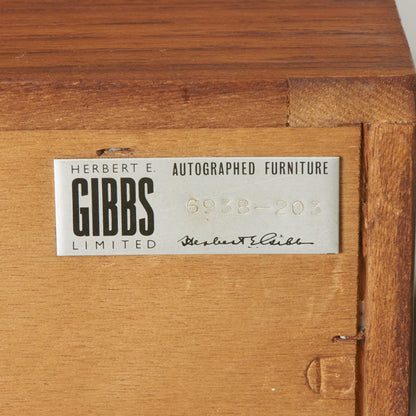 HERBERT E.
GIBBS
LIMITED
AUTOGRAPHED FURNITURE
693B-203
Herbert E Gibbs